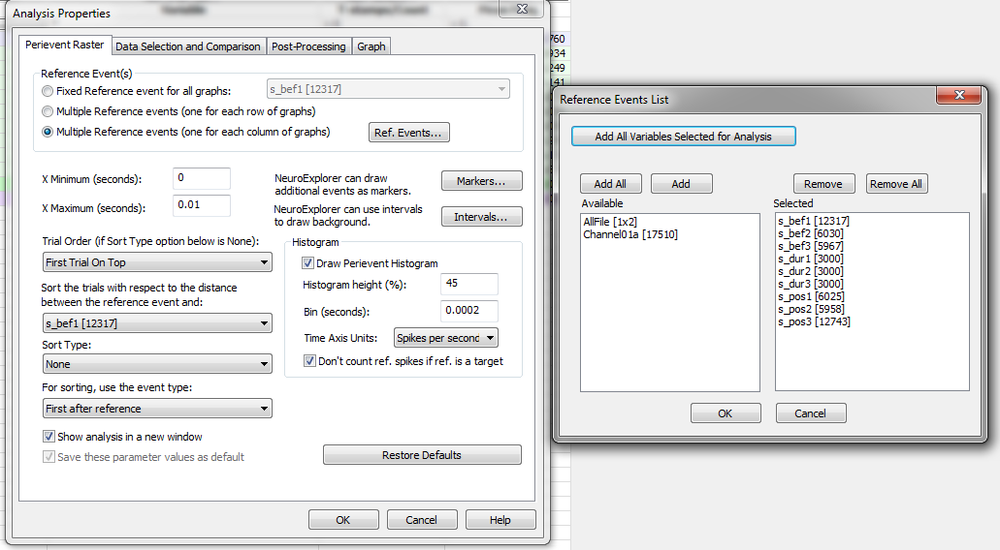 Analysis Properties
Perievent Raster
Data Selection and Comparison
Post-Processing
Graph
Reference Event(s)
Fixed Reference event for all graphs:
s_bef1 [12317]
Multiple Reference events (one for each row of graphs)
Multiple Reference events (one for each column of graphs)
Ref. Events...
X Minimum (seconds):
0
X Maximum (seconds):
0.01
NeuroExplorer can draw
additional events as markers.
Markers...
NeuroExplorer can use intervals
to draw background.
Intervals...
Trial Order (if Sort Type option below is None):
First Trial On Top
Sort the trials with respect to the distance
between the reference event and:
s_bef1 [12317]
Sort Type:
None
For sorting, use the event type:
First after reference
Histogram
Draw Perievent Histogram
Histogram height (%):
45
Bin (seconds):
0.0002
Time Axis Units:
Spikes per second
Don't count ref. spikes if ref. is a target
Show analysis in a new window
Save these parameter values as default
Restore Defaults
OK
Cancel
Help
760
934
249
141
Reference Events List
Add All Variables Selected for Analysis
Add All
Add
Remove
Remove All
Available
AllFile [1x2]
Channel01a [17510]
Selected
s_bef1 [12317]
s_bef2 [6030]
s_bef3 [5967]
s_dur1 [3000]
s_dur2 [3000]
s_dur3 [3000]
s_pos1 [6025]
s_pos2 [5958]
s_pos3 [12743]
OK
Cancel